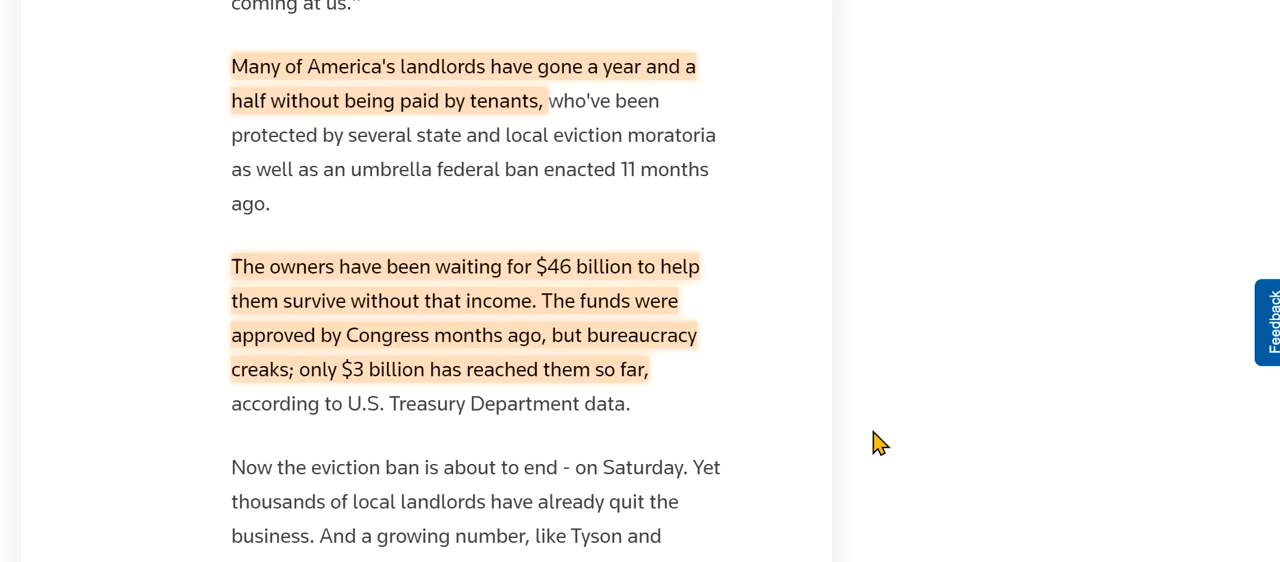 coming at us."
Many of America's landlords have gone a year and a
half without being paid by tenants, who've been
protected by several state and local eviction moratoria
as well as an umbrella federal ban enacted 11 months
ago.
The owners have been waiting for $46 billion to help
them survive without that income. The funds were
approved by Congress months ago, but bureaucracy
creaks; only $3 billion has reached them so far,
according to U.S. Treasury Department data.
Now the eviction ban is about to end - on Saturday. Yet
thousands of local landlords have already quit the
business. And a growing number, like Tyson and
Feedback